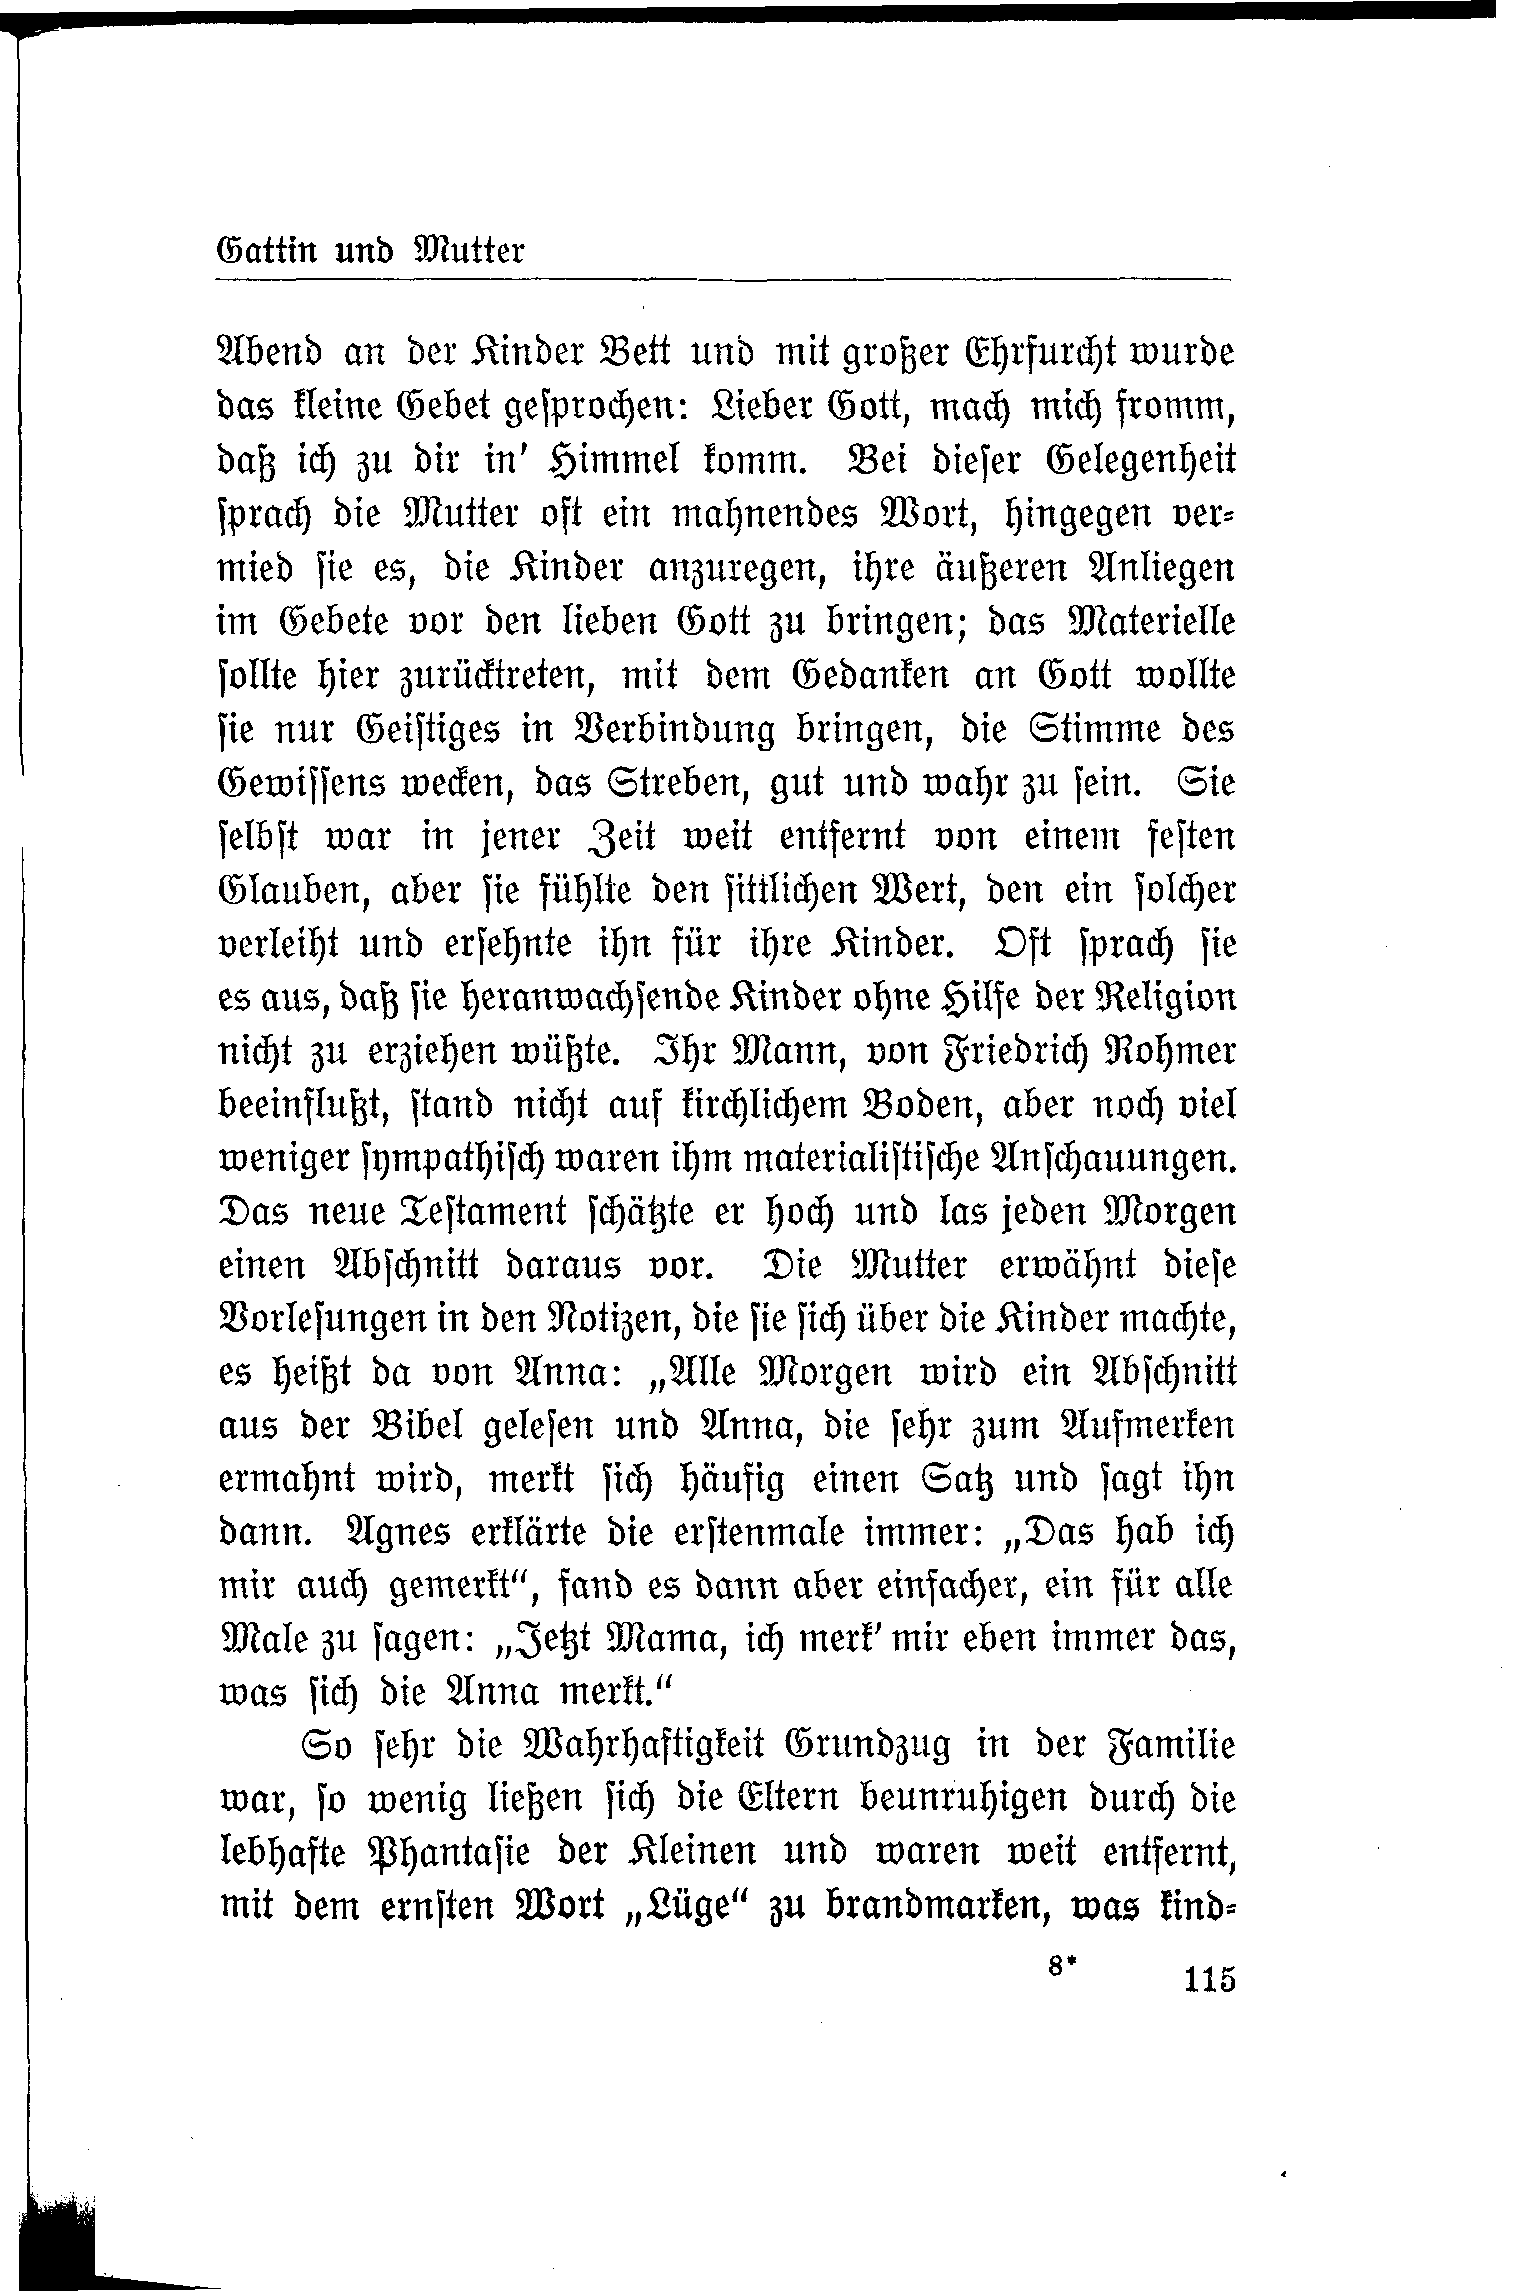 Gattin und Mutter
Abend an der Kinder Bett und mit großer Ehrfurcht wurde
das kleine Gebet gesprochen: Lieber Gott, mach mich fromm,
daß ich zu dir in' Himmel komm. Bei dieser Gelegenheit
sprach die Mutter oft ein mahnendes Wort, hingegen ver-
mied sie es, die Kinder anzuregen, ihre äußeren Anliegen
im Gebete vor den lieben Gott zu bringen; das Materielle
sollte hier zurücktreten, mit dem Gedanken an Gott wollte
sie nur Geistiges in Verbindung bringen, die Stimme des
Gewissens wecken, das Streben, gut und wahr zu sein. Sie
selbst war in jener Zeit weit entfernt von einem festen
Glauben, aber sie fühlte den sittlichen Wert, den ein solcher
verleiht und ersehnte ihn für ihre Kinder. Oft sprach sie
es aus, daß sie heranwachsende Kinder ohne Hilfe der Religion
nicht zu erziehen wüßte. Ihr Mann, von Friedrich Rohmer
beeinflußt, stand nicht auf kirchlichem Boden, aber noch viel
weniger sympathisch waren ihm materialistische Anschauungen.
Das neue Testament schätzte er hoch und las jeden Morgen
einen Abschnitt daraus vor. Die Mutter erwähnt diese
Vorlesungen in den Notizen, die sie sich über die Kinder machte,
es heißt da von Anna: „Alle Morgen wird ein Abschnitt
aus der Bibel gelesen und Anna, die sehr zum Aufmerken
ermahnt wird, merkt sich häufig einen Satz und sagt ihn
dann. Agnes erklärte die erstenmale immer: „Das hab ich
mir auch gemerkt“, fand es dann aber einfacher, ein für alle
Male zu sagen: „Jetzt Mama, ich merk' mir eben immer das,
was sich die Anna merkt.“
So sehr die Wahrhaftigkeit Grundzug in der Familie
war, so wenig ließen sich die Eltern beunruhigen durch die
lebhafte Phantasie der Kleinen und waren weit entfernt,
mit dem ernsten Wort „Lüge“ zu brandmarken, was kind-
8*
115